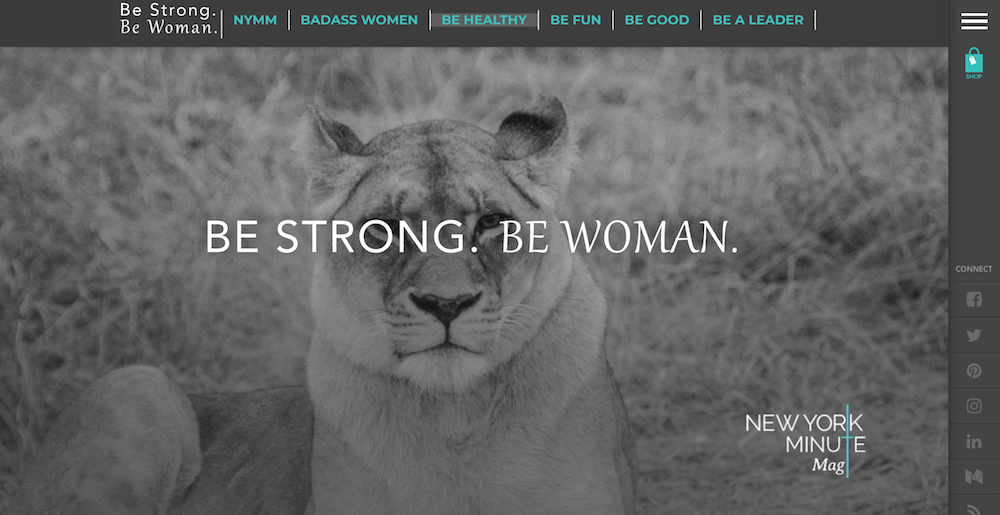 Be Strong.
Be Woman.
NYMM
BADASS WOMEN
BE HEALTHY
BE FUN
BE GOOD
BE A LEADER
SHOP
BE STRONG. BE WOMAN.
CONNECT
NEW YORK
MINUTE
Mag